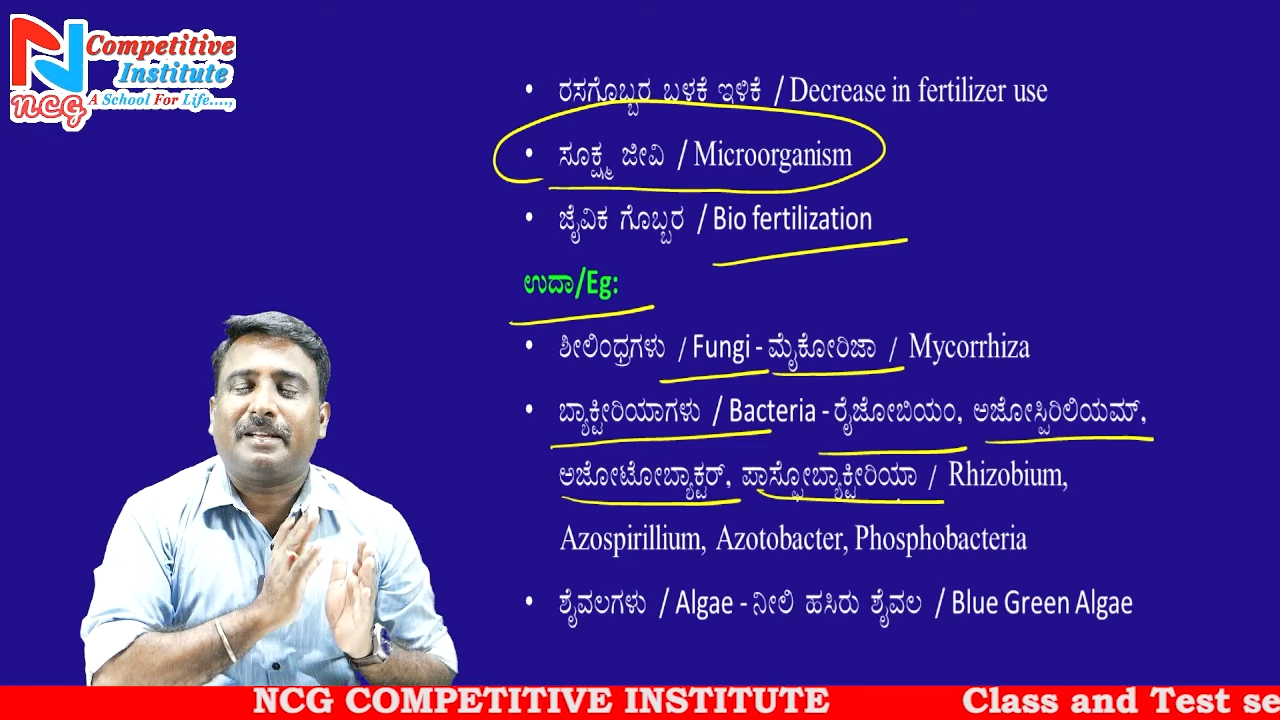 Competitive
Institute
NCG A School For Life....,
• ರಸಗೊಬ್ಬರ ಬಳಕೆ ಇಳಿಕೆ / Decrease in fertilizer use
• ಸೂಕ್ಷ್ಮ ಜೀವಿ / Microorganism
• ಜೈವಿಕ ಗೊಬ್ಬರ / Bio fertilization
ಉದಾ/Eg:
• ಶೀಲಿಂಧ್ರಗಳು / Fungi - ಮೈಕೋರಿಜಾ / Mycorrhiza
• ಬ್ಯಾಕ್ಟೀರಿಯಾಗಳು / Bacteria - ರೈಜೋಬಿಯಂ, ಅಜೋಸ್ಪಿರಿಲಿಯಮ್,
ಅಜೋಟೋಬ್ಯಾಕ್ಟರ್, ಪಾಸ್ಫೋಬ್ಯಾಕ್ಟೀರಿಯಾ / Rhizobium,
Azospirillium, Azotobacter, Phosphobacteria
• ಶೈವಲಗಳು / Algae - ನೀಲಿ ಹಸಿರು ಶೈವಲ / Blue Green Algae
NCG COMPETITIVE INSTITUTE Class and Test se